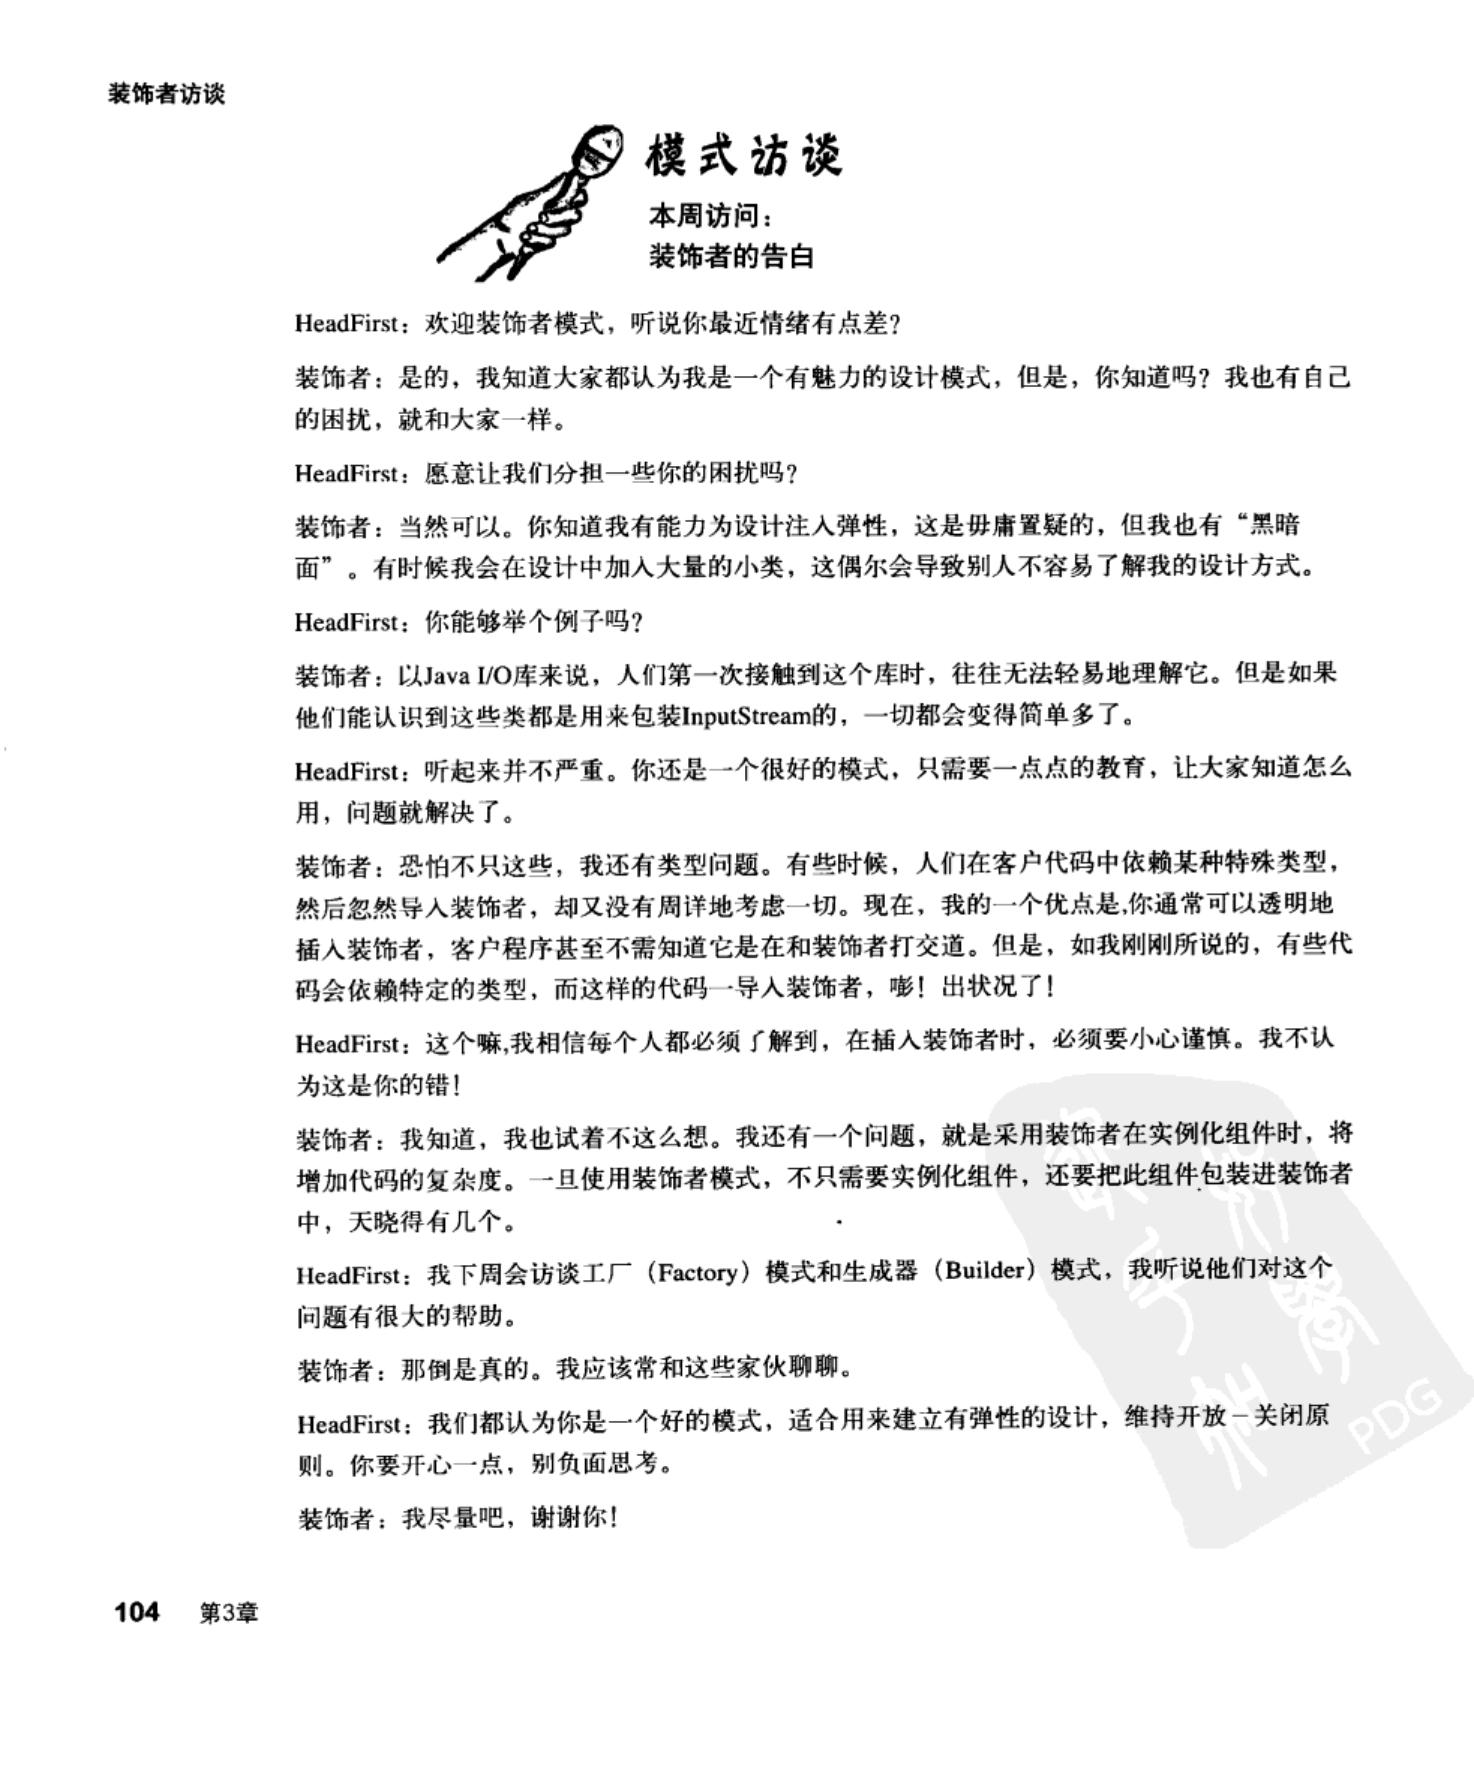 装饰者访谈
模式访谈
本周访问：
装饰者的告白
HeadFirst：欢迎装饰者模式，听说你最近情绪有点差？
装饰者：是的，我知道大家都认为我是一个有魅力的设计模式，但是，你知道吗？我也有自己
的困扰，就和大家一样。
HeadFirst：愿意让我们分担一些你的困扰吗？
装饰者：当然可以。你知道我有能力为设计注入弹性，这是毋庸置疑的，但我也有“黑暗
面”。有时候我会在设计中加入大量的小类，这偶尔会导致别人不容易了解我的设计方式。
HeadFirst：你能够举个例子吗？
装饰者：以Java I/O库来说，人们第一次接触到这个库时，往往无法轻易地理解它。但是如果
他们能认识到这些类都是用来包装InputStream的，一切都会变得简单多了。
HeadFirst：听起来并不严重。你还是一个很好的模式，只需要一点点的教育，让大家知道怎么
用，问题就解决了。
装饰者：恐怕不只这些，我还有类型问题。有些时候，人们在客户代码中依赖某种特殊类型，
然后忽然导入装饰者，却又没有周详地考虑一切。现在，我的一个优点是,你通常可以透明地
插入装饰者，客户程序甚至不需知道它是在和装饰者打交道。但是，如我刚刚所说的，有些代
码会依赖特定的类型，而这样的代码一导入装饰者，嘭！出状况了！
HeadFirst：这个嘛,我相信每个人都必须了解到，在插入装饰者时，必须要小心谨慎。我不认
为这是你的错！
装饰者：我知道，我也试着不这么想。我还有一个问题，就是采用装饰者在实例化组件时，将
增加代码的复杂度。一旦使用装饰者模式，不只需要实例化组件，还要把此组件包装进装饰者
中，天晓得有几个。
HeadFirst：我下周会访谈工厂（Factory）模式和生成器（Builder）模式，我听说他们对这个
问题有很大的帮助。
装饰者：那倒是真的。我应该常和这些家伙聊聊。
HeadFirst：我们都认为你是一个好的模式，适合用来建立有弹性的设计，维持开放－关闭原
则。你要开心一点，别负面思考。
装饰者：我尽量吧，谢谢你！
PDG
104 第3章